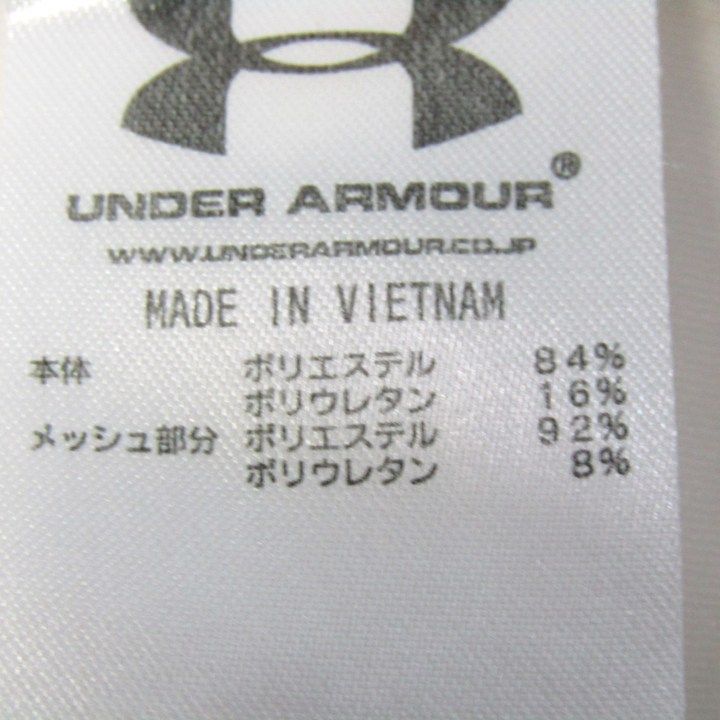 UNDER ARMOUR®
WWW.UNDERARMOUR.CO.JP
MADE IN VIETNAM
本体 ポリエステル 84%
ポリウレタン 16%
メッシュ部分 ポリエステル 92%
ポリウレタン 8%